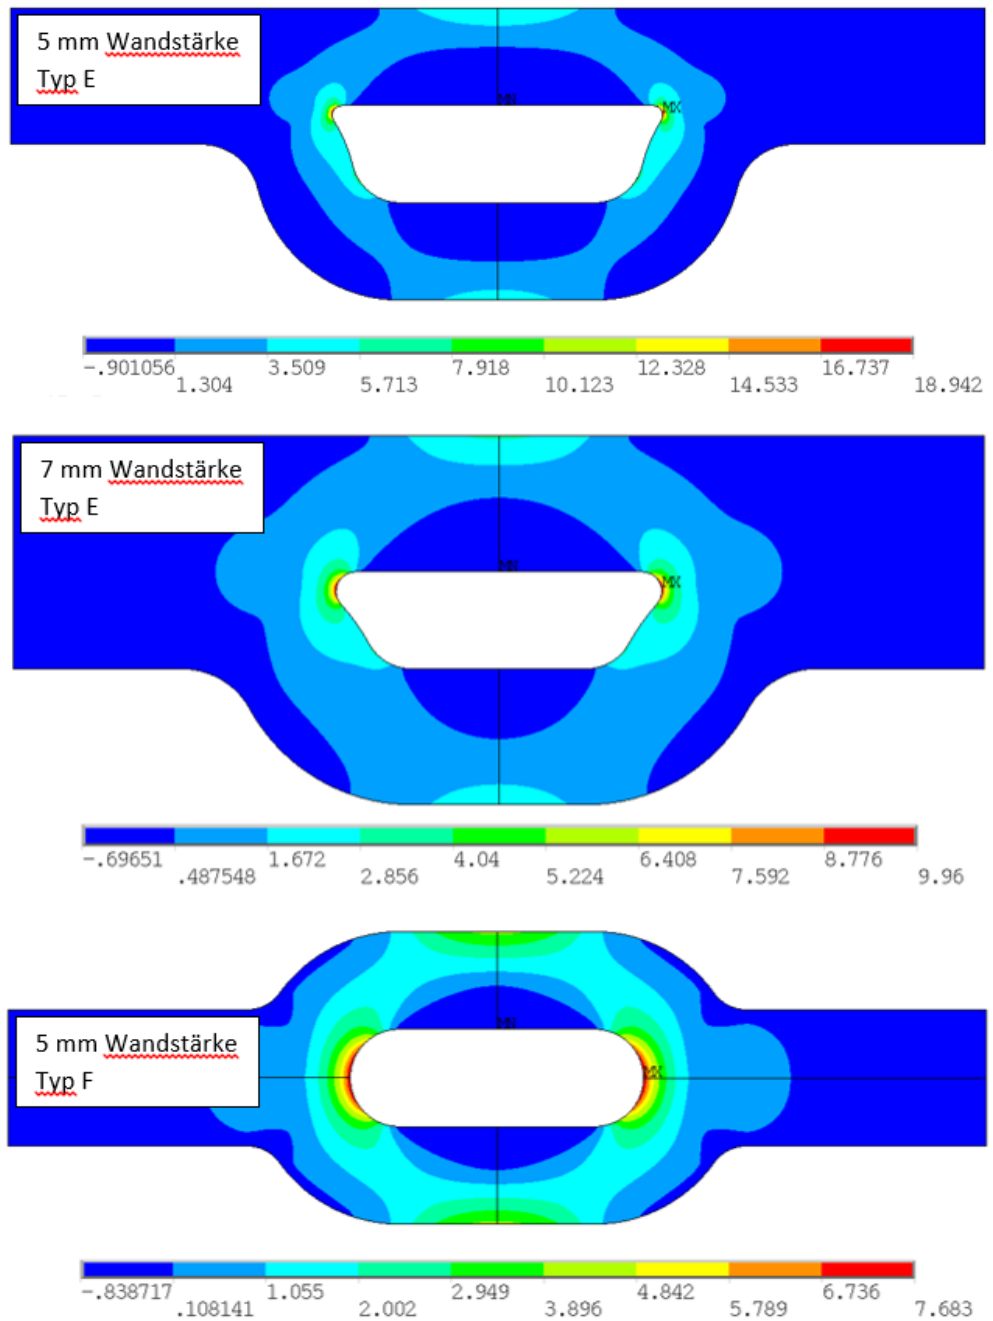 5 mm Wandstärke
Typ E
MN
MX
-.901056
1.304
3.509
5.713
7.918
10.123
12.328
14.533
16.737
18.942
7 mm Wandstärke
Typ E
MN
MX
-.69651
.487548
1.672
2.856
4.04
5.224
6.408
7.592
8.776
9.96
5 mm Wandstärke
Typ F
MN
MX
-.838717
.108141
1.055
2.002
2.949
3.896
4.842
5.789
6.736
7.683